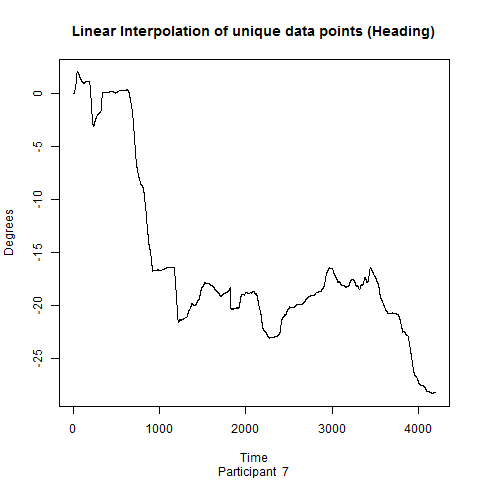 Linear Interpolation of unique data points (Heading)
Degrees
0
-5
-10
-15
-20
-25
0 1000 2000 3000 4000
Time
Participant 7